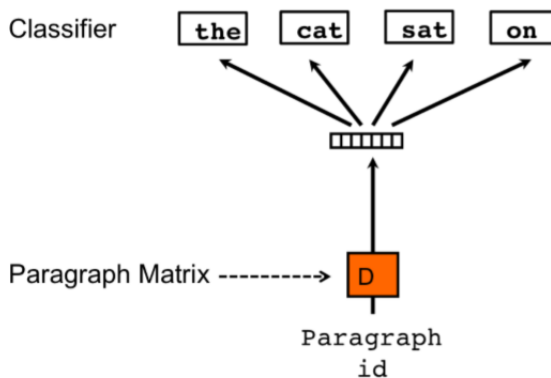 Classifier
the cat sat on
Paragraph Matrix
D
Paragraph
id